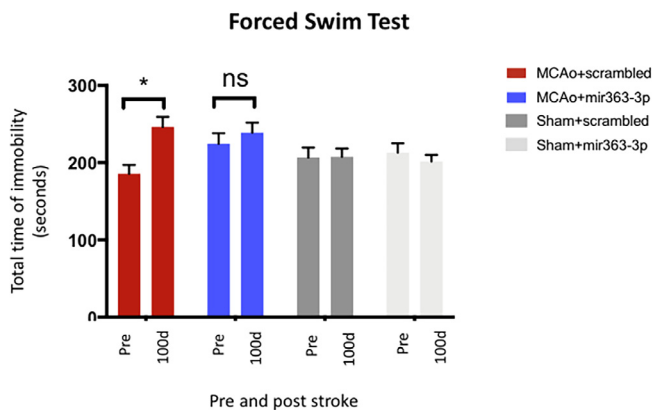 Forced Swim Test
Total time of immobility
(seconds)
300
200
100
0
*
ns
Pre
100d
Pre
100d
Pre
100d
Pre
100d
Pre and post stroke
MCAo+scrambled
MCAo+mir363-3p
Sham+scrambled
Sham+mir363-3p